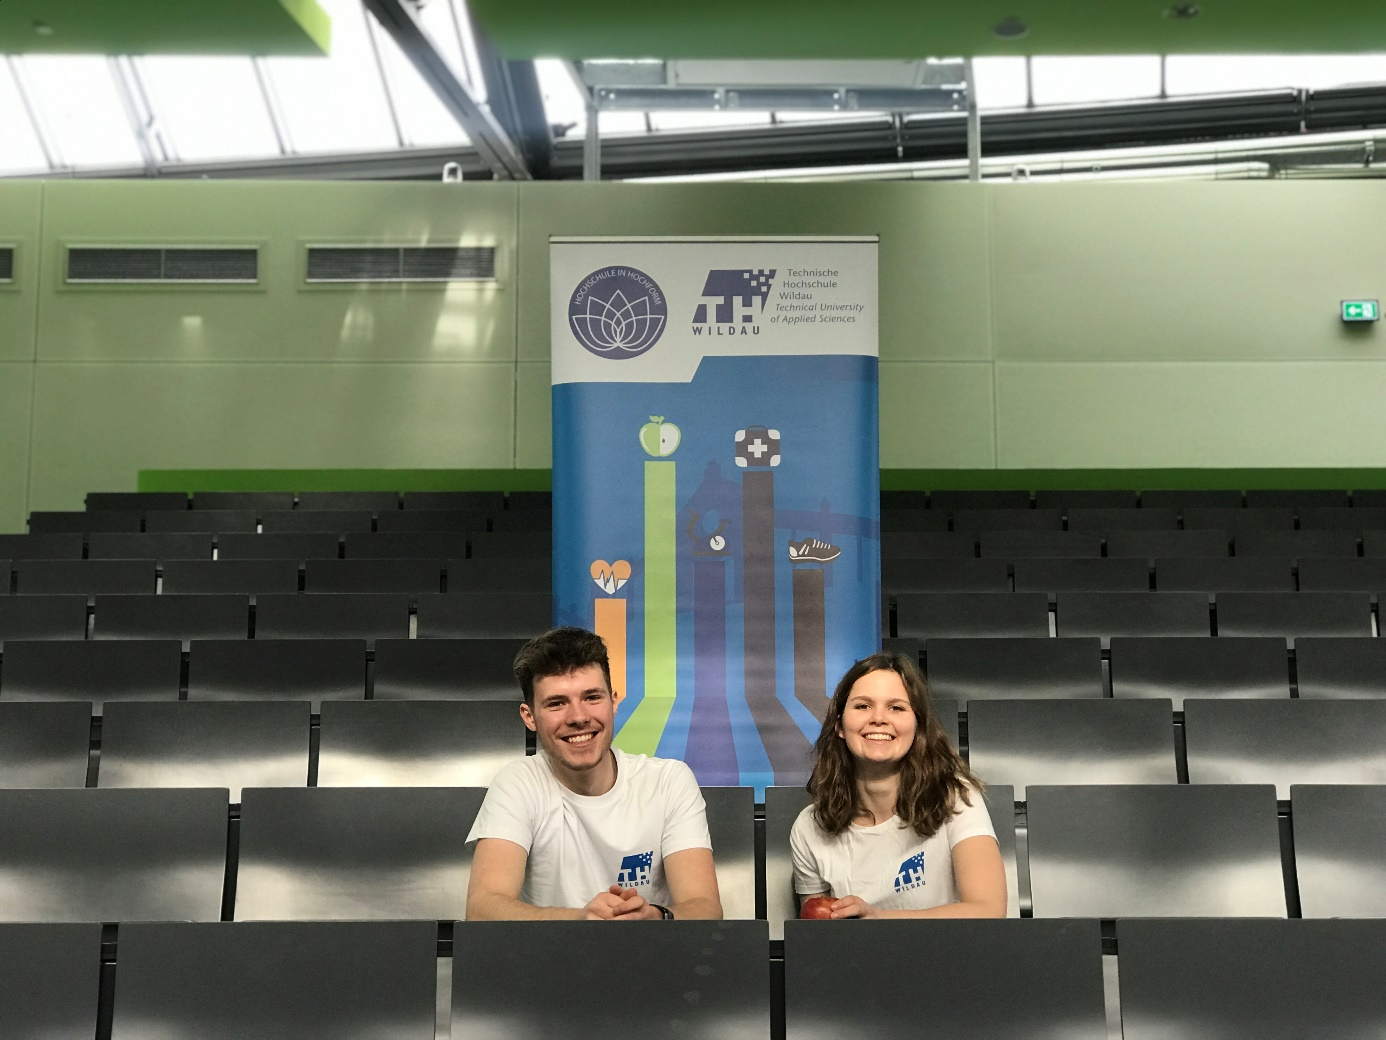 HOCHSCHULE IN HOCHFORM
TH
WILDAU
Technische
Hochschule
Wildau
Technical University
of Applied Sciences
TH
WILDAU
TH
WILDAU